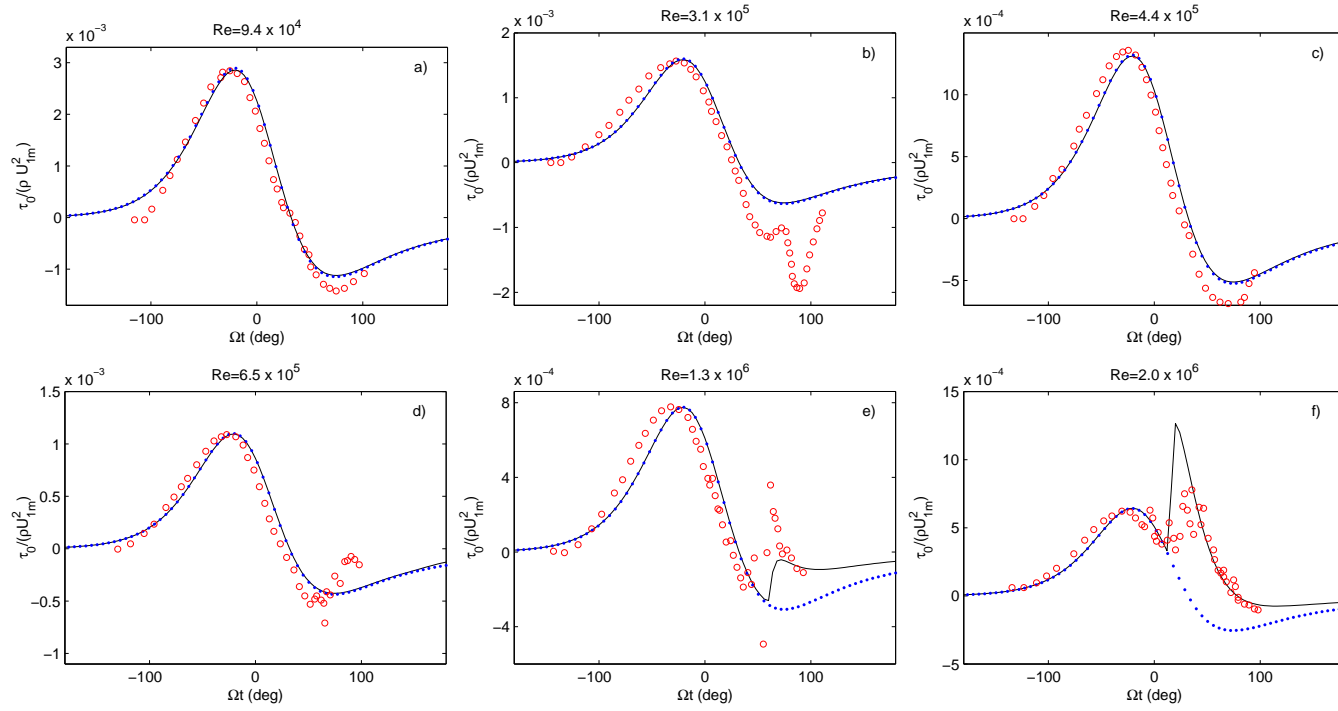 Re=9.4 x 10⁴
x 10⁻³
a)
3
2
1
0
−1
τ₀/(ρ U²₁ₘ)
−100
0
100
Ωt (deg)
Re=3.1 x 10⁵
x 10⁻³
b)
2
1
0
−1
−2
τ₀/(ρU²₁ₘ)
−100
0
100
Ωt (deg)
Re=4.4 x 10⁵
x 10⁻⁴
c)
10
5
0
−5
τ₀/(ρU²₁ₘ)
−100
0
100
Ωt (deg)
Re=6.5 x 10⁵
x 10⁻³
d)
1.5
1
0.5
0
−0.5
−1
τ₀/(ρU²₁ₘ)
−100
0
100
Ωt (deg)
Re=1.3 x 10⁶
x 10⁻⁴
e)
8
4
0
−4
τ₀/(ρU²₁ₘ)
−100
0
100
Ωt (deg)
Re=2.0 x 10⁶
x 10⁻⁴
f)
15
10
5
0
−5
τ₀/(ρU²₁ₘ)
−100
0
100
Ωt (deg)